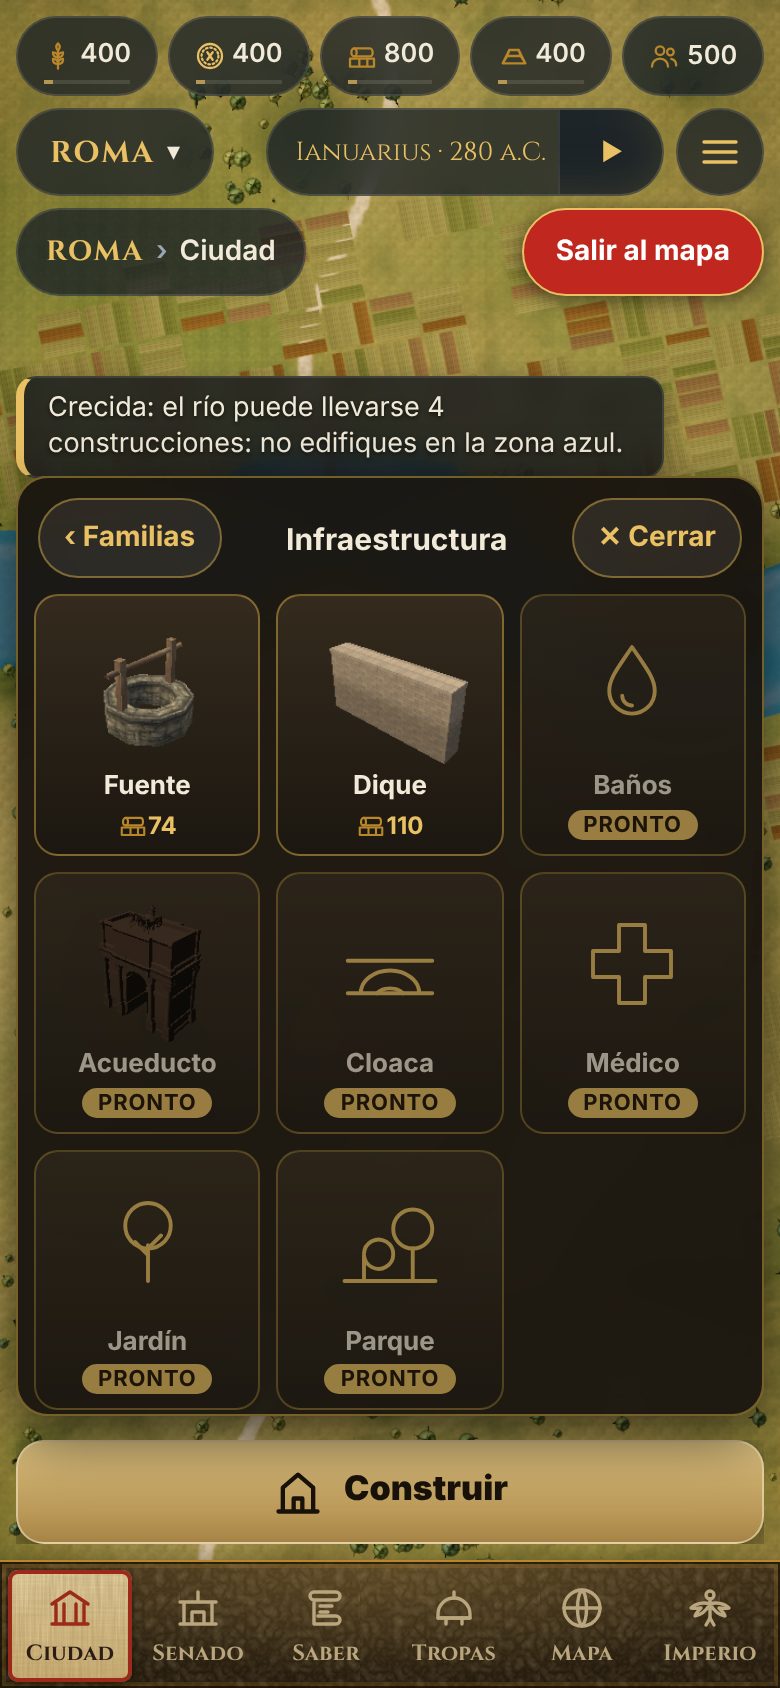 400 400 800 400 500
ROMA ▼ IANUARIUS · 280 A.C.
ROMA › Ciudad Salir al mapa
Crecida: el río puede llevarse 4
construcciones: no edifiques en la zona azul.
‹ Familias Infraestructura ✕ Cerrar
Fuente Dique Baños
74 110 PRONTO
Acueducto Cloaca Médico
PRONTO PRONTO PRONTO
Jardín Parque
PRONTO PRONTO
Construir
CIUDAD SENADO SABER TROPAS MAPA IMPERIO